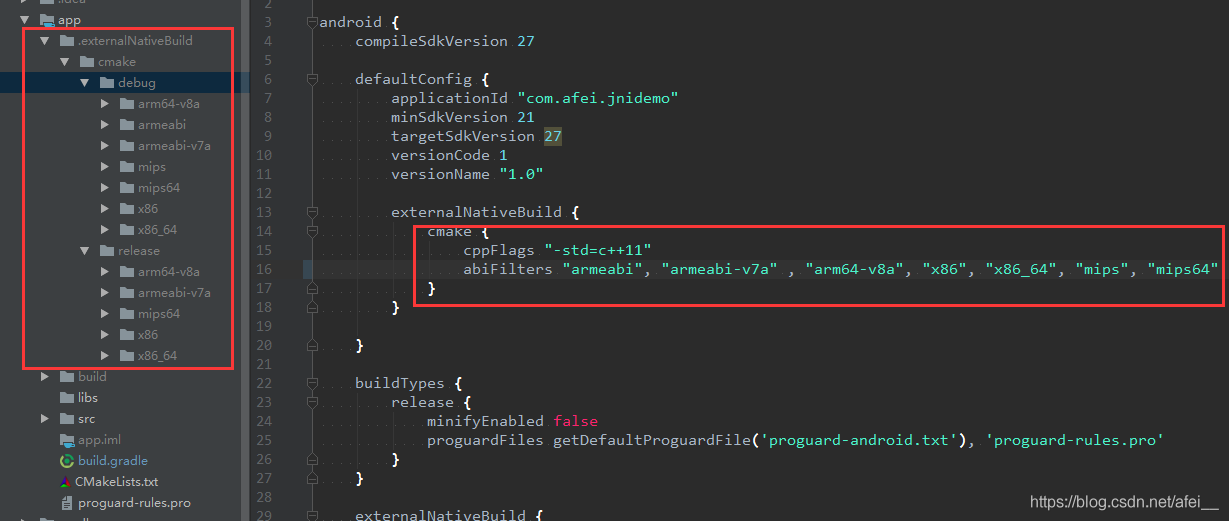 .idea
app
.externalNativeBuild
cmake
debug
arm64-v8a
armeabi
armeabi-v7a
mips
mips64
x86
x86_64
release
arm64-v8a
armeabi-v7a
mips64
x86
x86_64
build
libs
src
app.iml
build.gradle
CMakeLists.txt
proguard-rules.pro
2
3 android {
4 compileSdkVersion 27
5
6 defaultConfig {
7 applicationId "com.afei.jnidemo"
8 minSdkVersion 21
9 targetSdkVersion 27
10 versionCode 1
11 versionName "1.0"
12
13 externalNativeBuild {
14 cmake {
15 cppFlags "-std=c++11"
16 abiFilters "armeabi", "armeabi-v7a" , "arm64-v8a", "x86", "x86_64", "mips", "mips64"
17 }
18 }
19
20 }
21
22 buildTypes {
23 release {
24 minifyEnabled false
25 proguardFiles getDefaultProguardFile('proguard-android.txt'), 'proguard-rules.pro'
26 }
27 }
28
29 externalNativeBuild {
https://blog.csdn.net/afei__